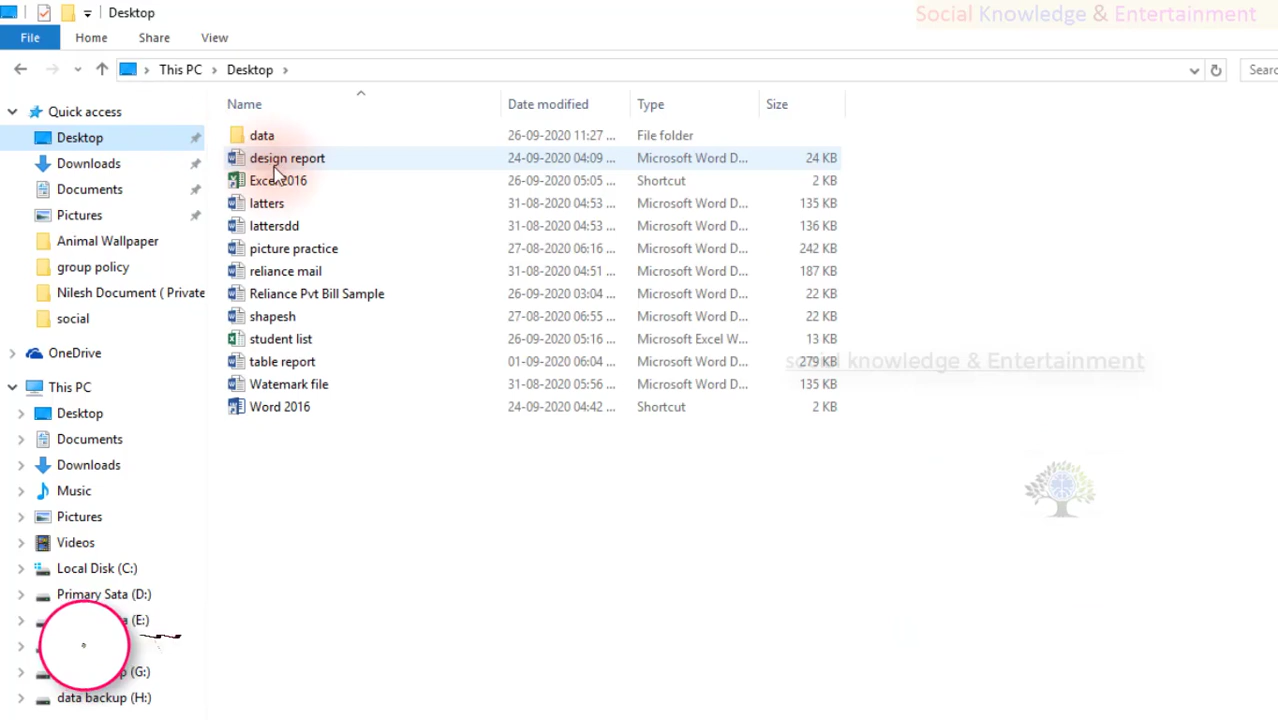 Desktop
Social Knowledge & Entertainment
File Home Share View
This PC Desktop
Sear
Name Date modified Type Size
Quick access
Desktop
Downloads
Documents
Pictures
Animal Wallpaper
group policy
Nilesh Document ( Private
social
OneDrive
This PC
Desktop
Documents
Downloads
Music
Pictures
Videos
Local Disk (C:)
Primary Sata (D:)
(E:)
(G:)
data backup (H:)
data 26-09-2020 11:27 ... File folder
design report 24-09-2020 04:09 ... Microsoft Word D... 24 KB
Excel 2016 26-09-2020 05:05 ... Shortcut 2 KB
latters 31-08-2020 04:53 ... Microsoft Word D... 135 KB
lattersdd 31-08-2020 04:53 ... Microsoft Word D... 136 KB
picture practice 27-08-2020 06:16 ... Microsoft Word D... 242 KB
reliance mail 31-08-2020 04:51 ... Microsoft Word D... 187 KB
Reliance Pvt Bill Sample 26-09-2020 03:04 ... Microsoft Word D... 22 KB
shapesh 27-08-2020 06:55 ... Microsoft Word D... 22 KB
student list 26-09-2020 05:16 ... Microsoft Excel W... 13 KB
table report 01-09-2020 06:04 ... Microsoft Word D... 279 KB
Watemark file 31-08-2020 05:56 ... Microsoft Word D... 135 KB
Word 2016 24-09-2020 04:42 ... Shortcut 2 KB
social knowledge & Entertainment